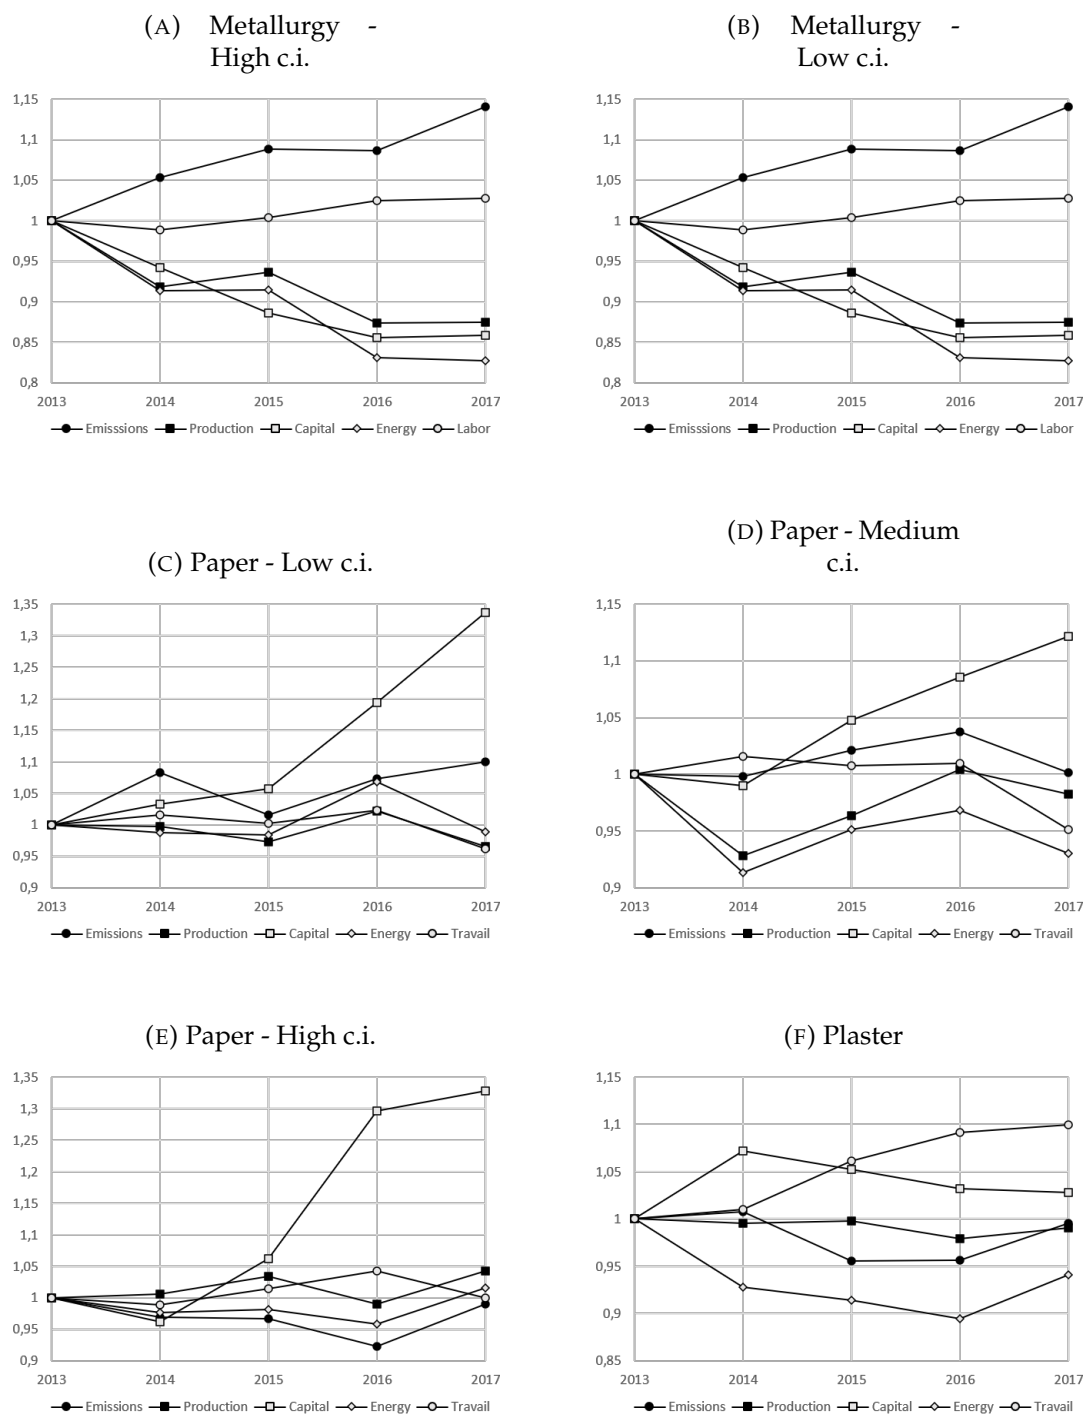 (A) Metallurgy -
High c.i.
1,15
1,1
1,05
1
0,95
0,9
0,85
0,8
2013 2014 2015 2016 2017
Emisssions Production Capital Energy Labor
(B) Metallurgy -
Low c.i.
1,15
1,1
1,05
1
0,95
0,9
0,85
0,8
2013 2014 2015 2016 2017
Emisssions Production Capital Energy Labor
(C) Paper - Low c.i.
1,35
1,3
1,25
1,2
1,15
1,1
1,05
1
0,95
0,9
2013 2014 2015 2016 2017
Emissions Production Capital Energy Travail
(D) Paper - Medium
c.i.
1,15
1,1
1,05
1
0,95
0,9
2013 2014 2015 2016 2017
Emissions Production Capital Energy Travail
(E) Paper - High c.i.
1,35
1,3
1,25
1,2
1,15
1,1
1,05
1
0,95
0,9
2013 2014 2015 2016 2017
Emissions Production Capital Energy Travail
(F) Plaster
1,15
1,1
1,05
1
0,95
0,9
0,85
2013 2014 2015 2016 2017
Emissions Production Capital Energy Travail